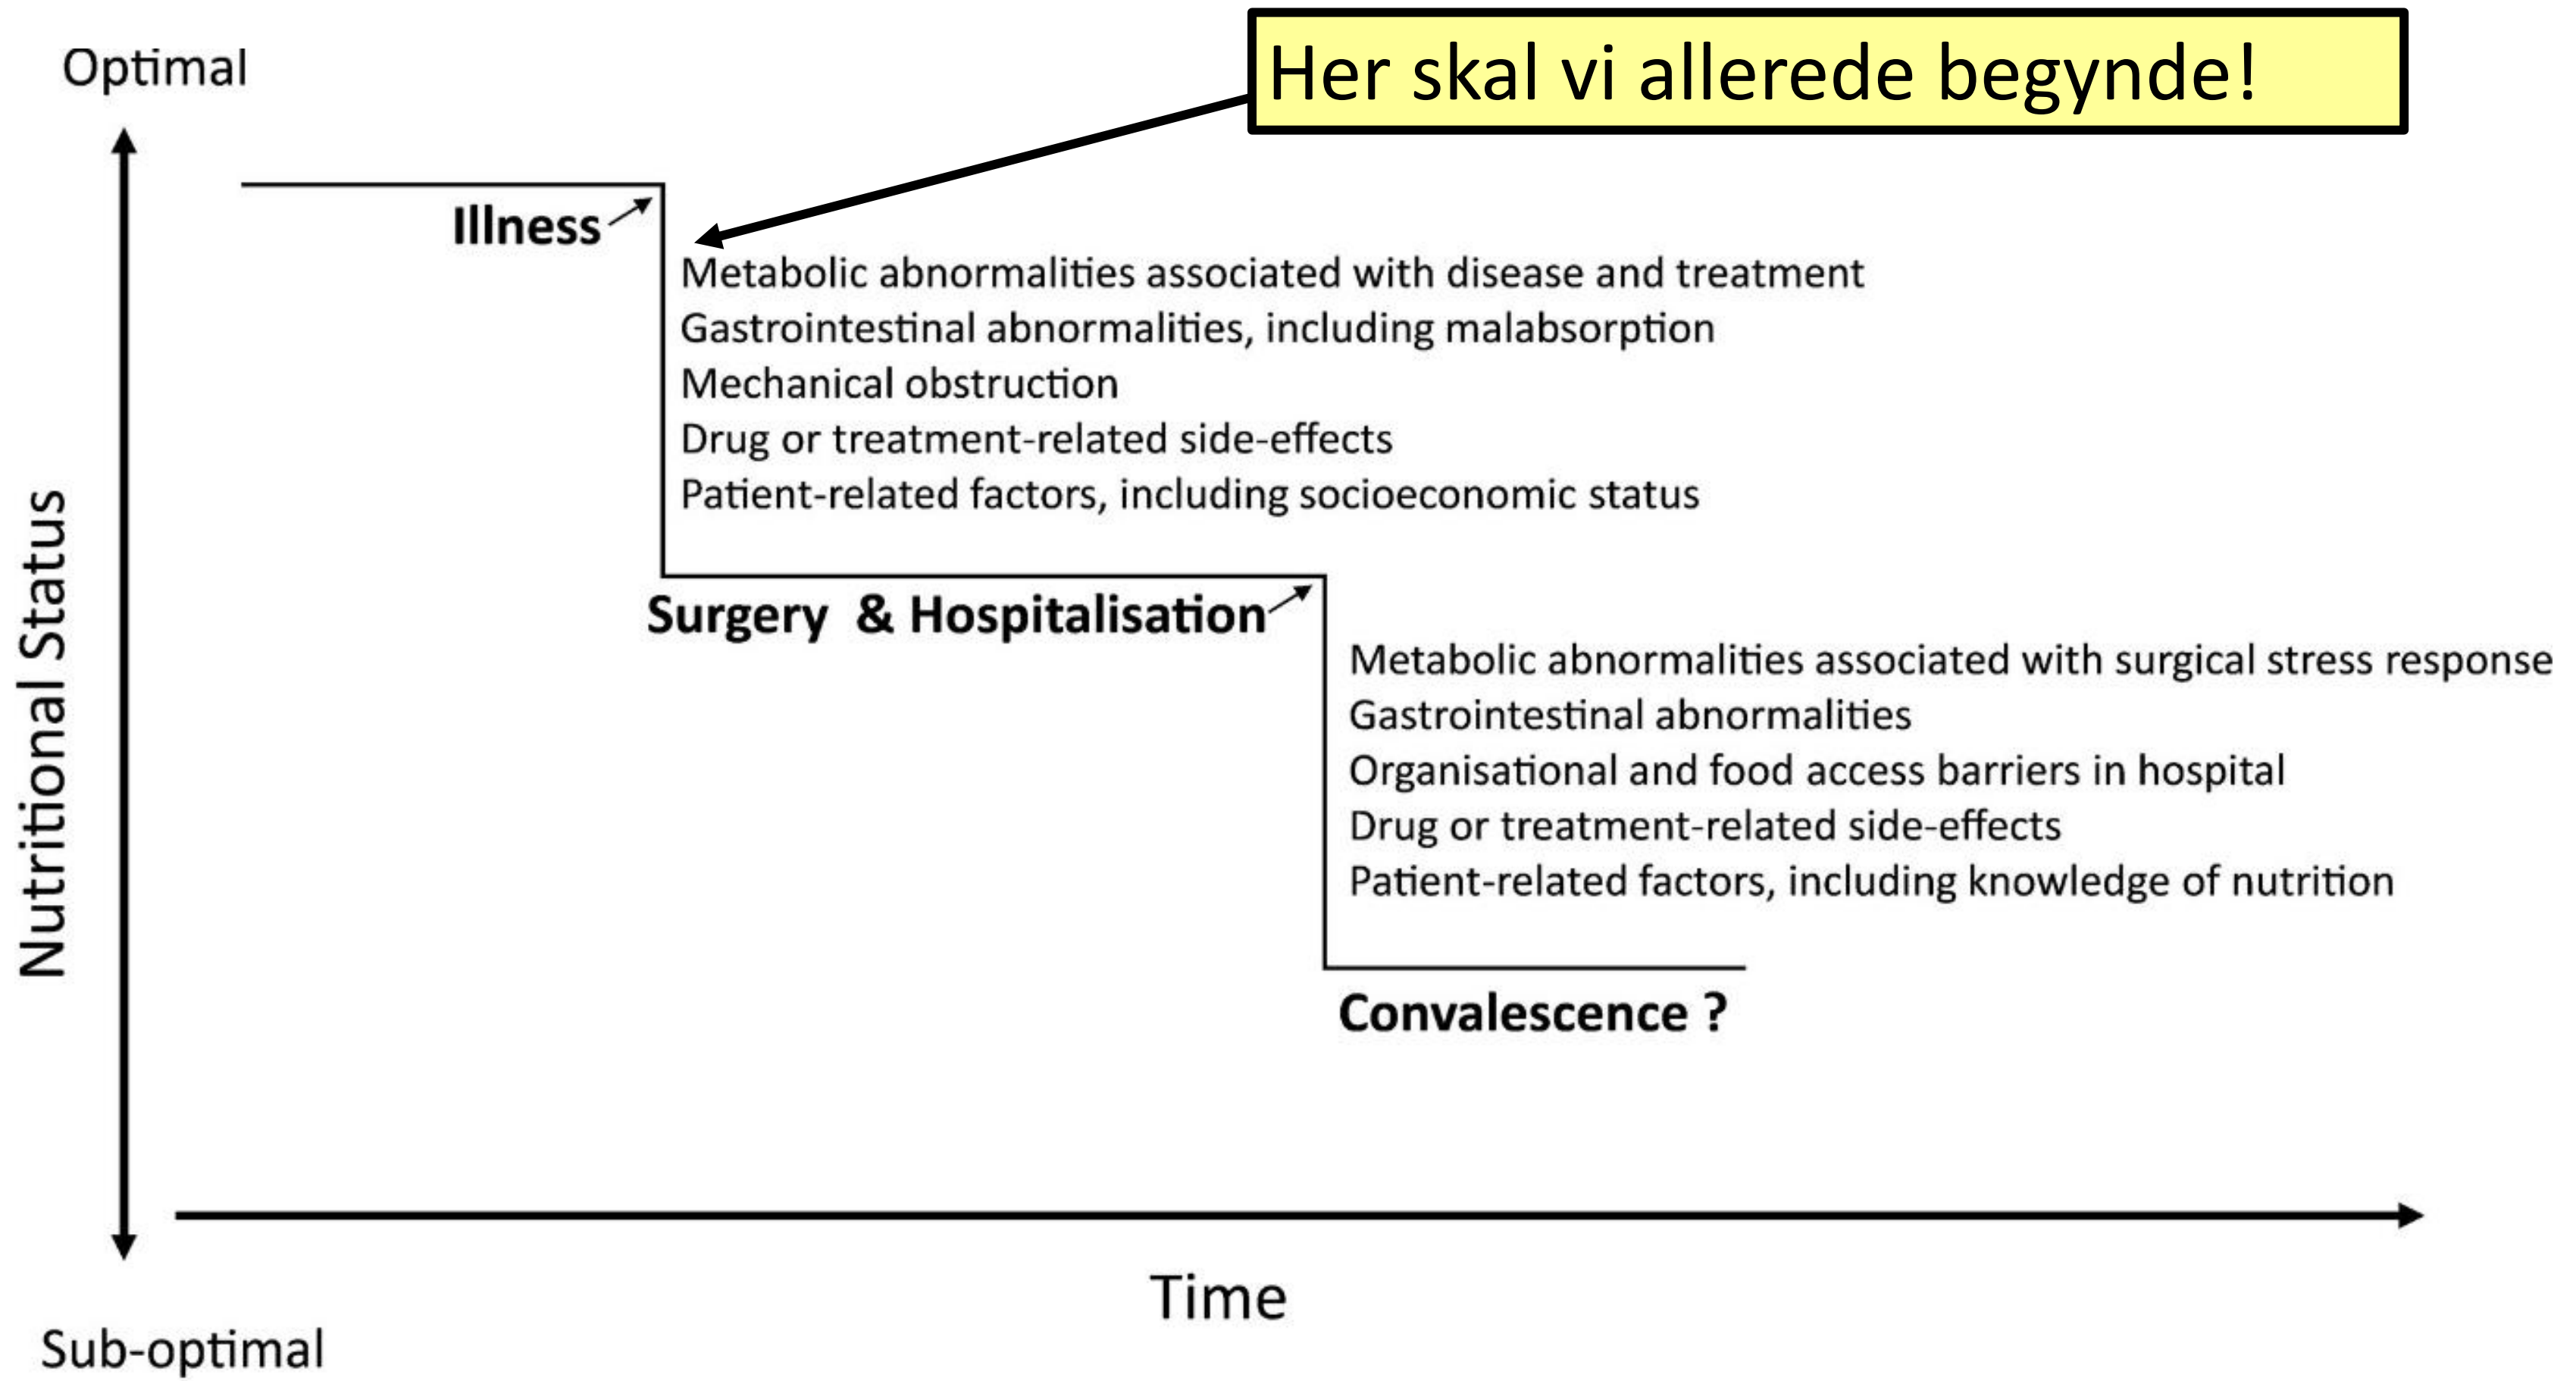 Her skal vi allerede begynde!
Optimal
Illness
Metabolic abnormalities associated with disease and treatment
Gastrointestinal abnormalities, including malabsorption
Mechanical obstruction
Drug or treatment-related side-effects
Patient-related factors, including socioeconomic status
Nutritional Status
Surgery & Hospitalisation
Metabolic abnormalities associated with surgical stress response
Gastrointestinal abnormalities
Organisational and food access barriers in hospital
Drug or treatment-related side-effects
Patient-related factors, including knowledge of nutrition
Convalescence ?
Time
Sub-optimal